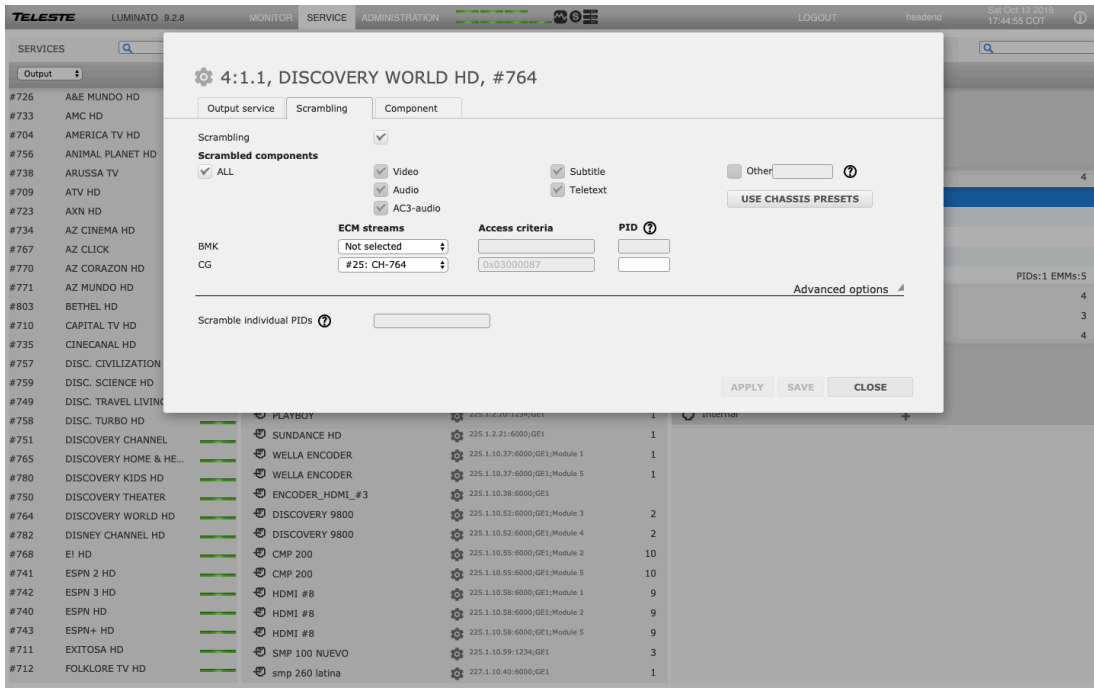 TELESTE LUMINATO 9.2.8 MONITOR SERVICE ADMINISTRATION LOGOUT headend Sat Oct 12 2019
17:44:55 COT
SERVICES
Output
#726 A&E MUNDO HD
#733 AMC HD
#704 AMERICA TV HD
#756 ANIMAL PLANET HD
#738 ARUSSA TV
#709 ATV HD
#723 AXN HD
#734 AZ CINEMA HD
#767 AZ CLICK
#770 AZ CORAZON HD
#771 AZ MUNDO HD
#803 BETHEL HD
#710 CAPITAL TV HD
#735 CINECANAL HD
#757 DISC. CIVILIZATION
#759 DISC. SCIENCE HD
#749 DISC. TRAVEL LIVING
#758 DISC. TURBO HD
#751 DISCOVERY CHANNEL
#765 DISCOVERY HOME & HE...
#780 DISCOVERY KIDS HD
#750 DISCOVERY THEATER
#764 DISCOVERY WORLD HD
#782 DISNEY CHANNEL HD
#768 E! HD
#741 ESPN 2 HD
#742 ESPN 3 HD
#740 ESPN HD
#743 ESPN+ HD
#711 EXITOSA HD
#712 FOLKLORE TV HD
4:1.1, DISCOVERY WORLD HD, #764
Output service Scrambling Component
Scrambling
Scrambled components
ALL Video Subtitle Other
Audio Teletext
USE CHASSIS PRESETS
AC3-audio
ECM streams Access criteria PID
BMK Not selected
CG #25: CH-764 0x03000087
Advanced options
Scramble individual PIDs
APPLY SAVE CLOSE
4
PIDs:1 EMMs:5
4
3
4
PLAYBOY 225.1.2.20:1234;GE1 1
Internal +
SUNDANCE HD 225.1.2.21:6000;GE1 1
WELLA ENCODER 225.1.10.37:6000;GE1;Module 1 1
WELLA ENCODER 225.1.10.37:6000;GE1;Module 5 1
ENCODER_HDMI_#3 225.1.10.38:6000;GE1
DISCOVERY 9800 225.1.10.52:6000;GE1;Module 3 2
DISCOVERY 9800 225.1.10.52:6000;GE1;Module 4 2
CMP 200 225.1.10.55:6000;GE1;Module 2 10
CMP 200 225.1.10.55:6000;GE1;Module 5 10
HDMI #8 225.1.10.58:6000;GE1;Module 1 9
HDMI #8 225.1.10.58:6000;GE1;Module 2 9
HDMI #8 225.1.10.58:6000;GE1;Module 5 9
SMP 100 NUEVO 225.1.10.59:1234;GE1 3
smp 260 latina 227.1.10.40:6000;GE1 1